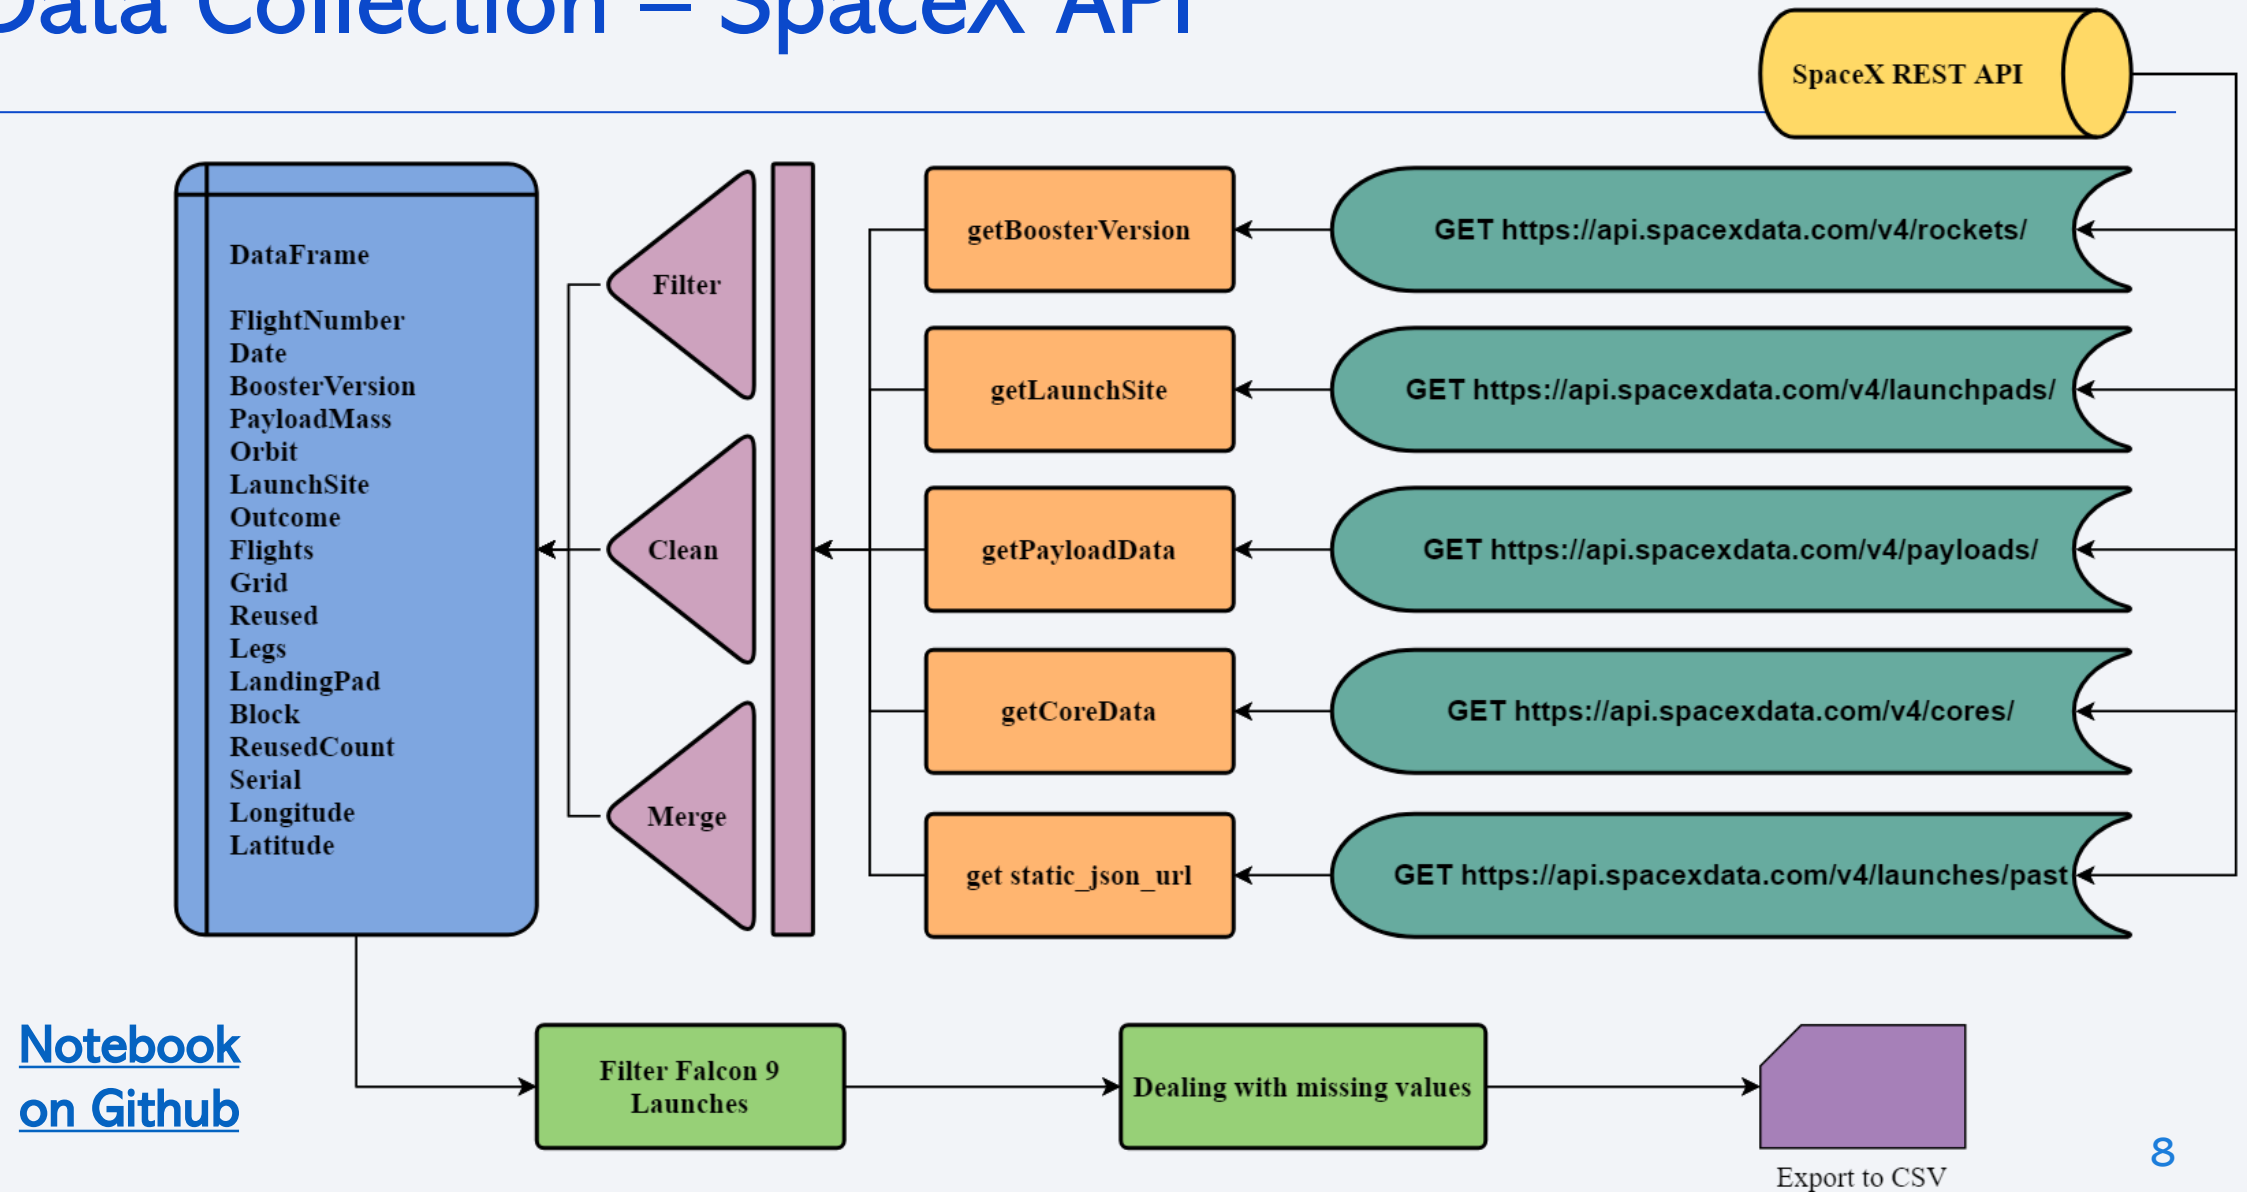 Data Collection – SpaceX API
SpaceX REST API
DataFrame
FlightNumber
Date
BoosterVersion
PayloadMass
Orbit
LaunchSite
Outcome
Flights
Grid
Reused
Legs
LandingPad
Block
ReusedCount
Serial
Longitude
Latitude
Filter
Clean
Merge
getBoosterVersion
GET https://api.spacexdata.com/v4/rockets/
getLaunchSite
GET https://api.spacexdata.com/v4/launchpads/
getPayloadData
GET https://api.spacexdata.com/v4/payloads/
getCoreData
GET https://api.spacexdata.com/v4/cores/
get static_json_url
GET https://api.spacexdata.com/v4/launches/past
Notebook
on Github
Filter Falcon 9
Launches
Dealing with missing values
Export to CSV
8